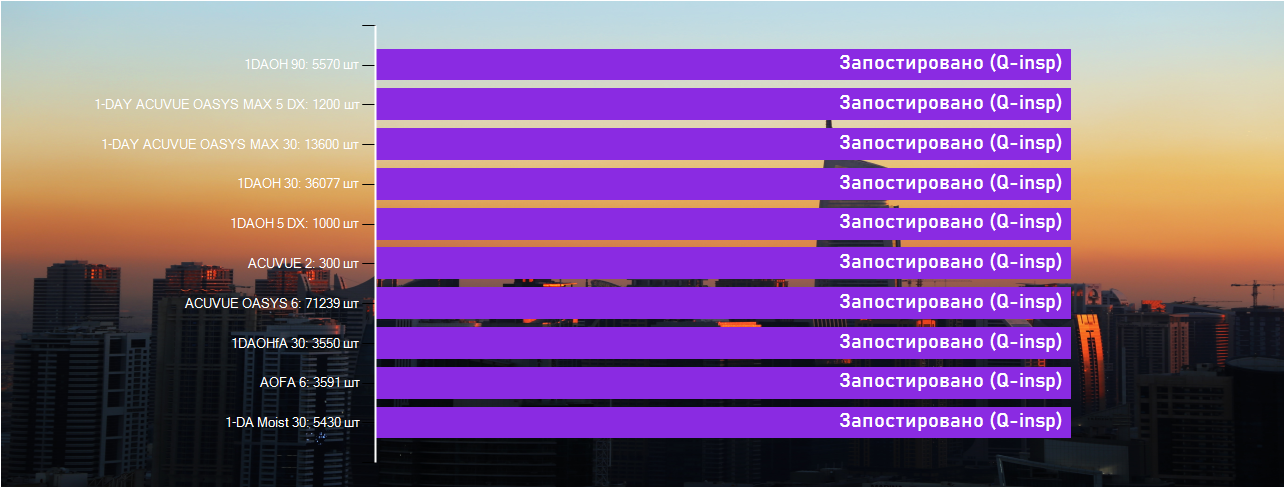 1DAOH 90: 5570 шт Запостировано (Q-insp)
1-DAY ACUVUE OASYS MAX 5 DX: 1200 шт Запостировано (Q-insp)
1-DAY ACUVUE OASYS MAX 30: 13600 шт Запостировано (Q-insp)
1DAOH 30: 36077 шт Запостировано (Q-insp)
1DAOH 5 DX: 1000 шт Запостировано (Q-insp)
ACUVUE 2: 300 шт Запостировано (Q-insp)
ACUVUE OASYS 6: 71239 шт Запостировано (Q-insp)
1DAOHfA 30: 3550 шт Запостировано (Q-insp)
AOFA 6: 3591 шт Запостировано (Q-insp)
1-DA Moist 30: 5430 шт Запостировано (Q-insp)